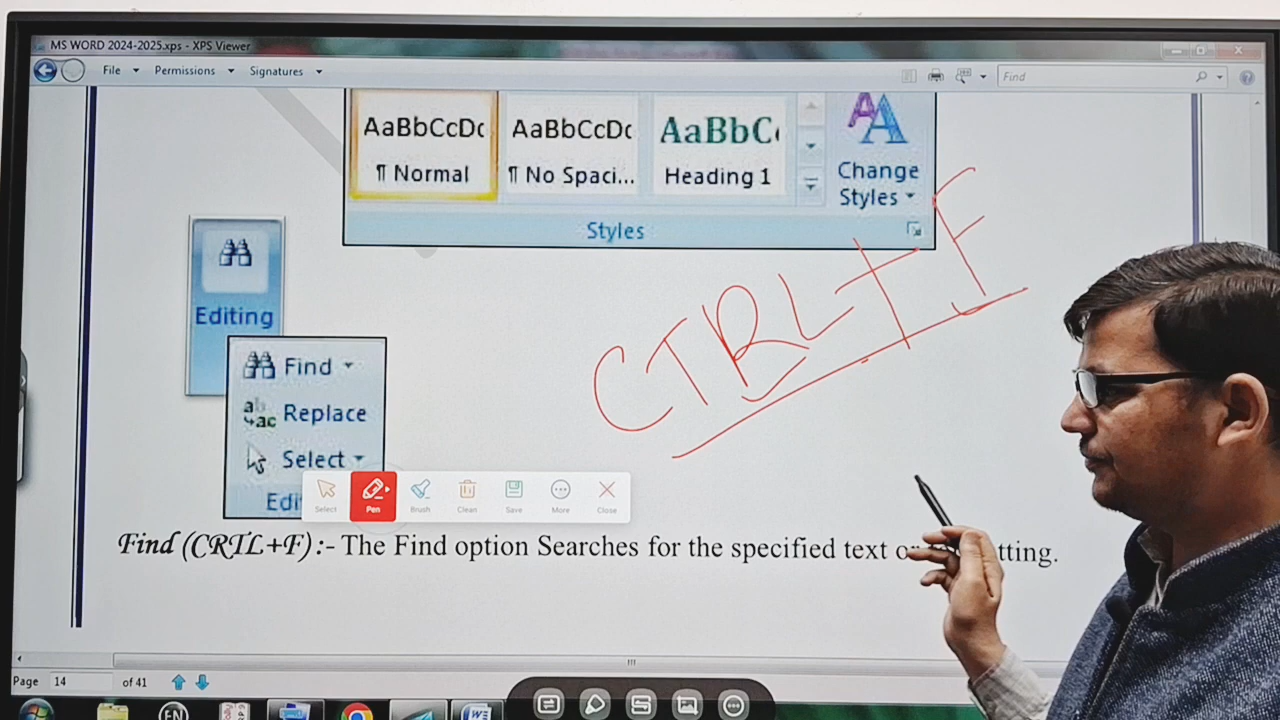 MS WORD 2024-2025.xps - XPS Viewer
File Permissions Signatures Find
AaBbCcDc AaBbCcDc AaBbC
¶ Normal ¶ No Spaci... Heading 1 Change Styles
Styles
CTRL+F
Editing
Find
Replace
Select
Select Pen Brush Clean Save More Close
Find (CRTL+F) :- The Find option Searches for the specified text
Page 14 of 41
EN